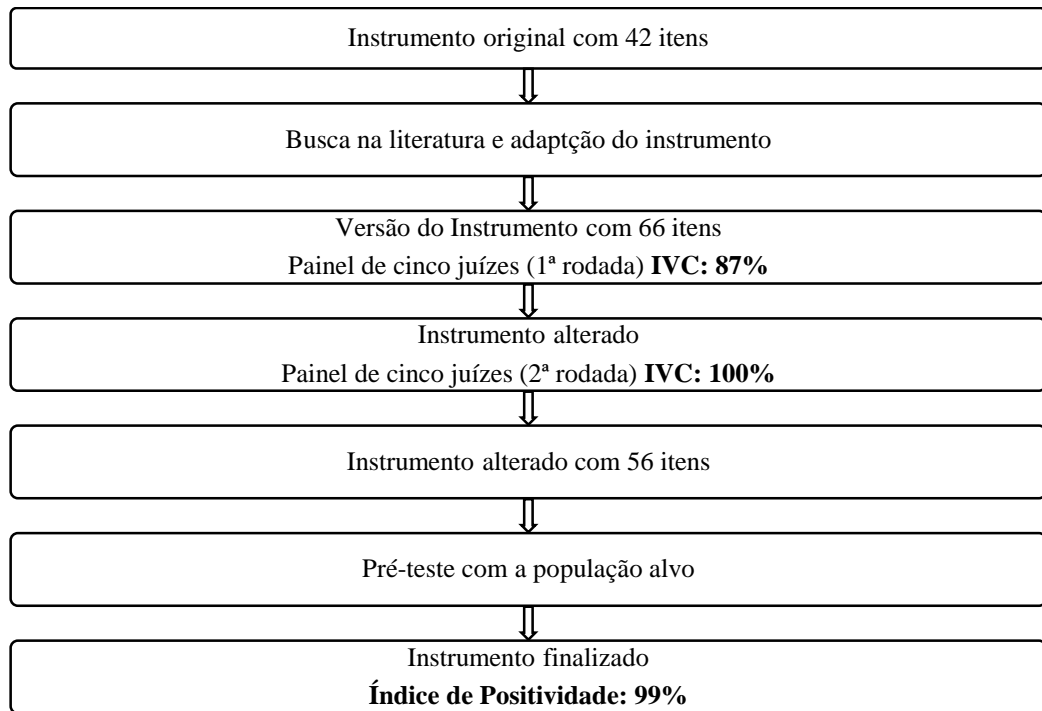 Instrumento original com 42 itens
Busca na literatura e adaptção do instrumento
Versão do Instrumento com 66 itens
Painel de cinco juízes (1ª rodada) IVC: 87%
Instrumento alterado
Painel de cinco juízes (2ª rodada) IVC: 100%
Instrumento alterado com 56 itens
Pré-teste com a população alvo
Instrumento finalizado
Índice de Positividade: 99%